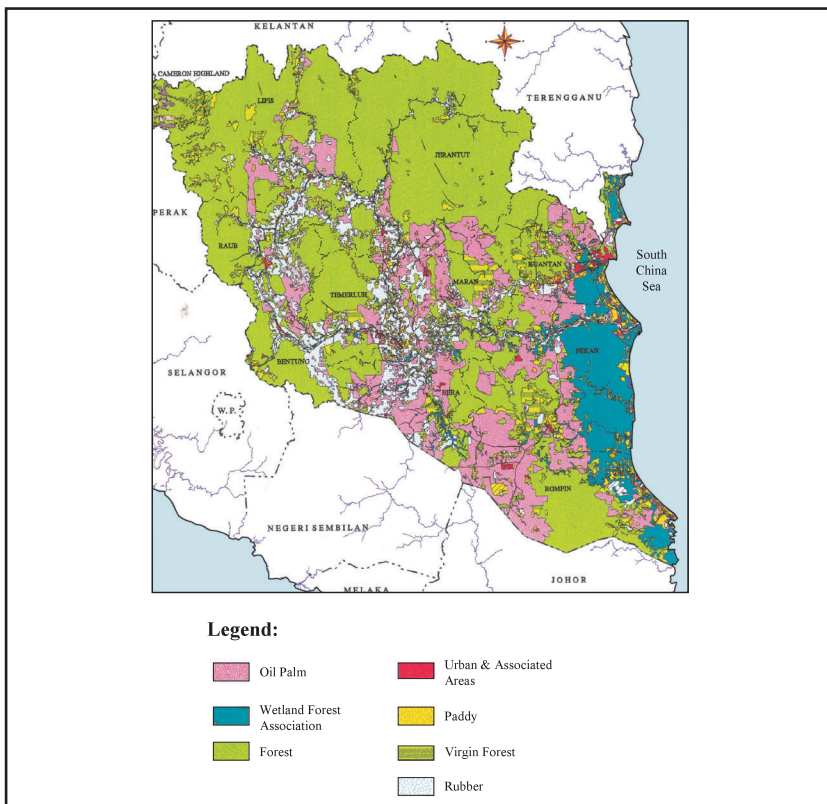 KELANTAN
CAMERON HIGHLAND
TERENGGANU
LIPIS
JERANTUT
PERAK
RAUB
KUANTAN
South
China
Sea
MARAN
TEMERLUH
PEKAN
BENTUNG
SELANGOR
BERA
W.P.
ROMPIN
NEGERI SEMBILAN
JOHOR
MELAKA
Legend:
Oil Palm
Urban & Associated
Areas
Wetland Forest
Association
Paddy
Forest
Virgin Forest
Rubber